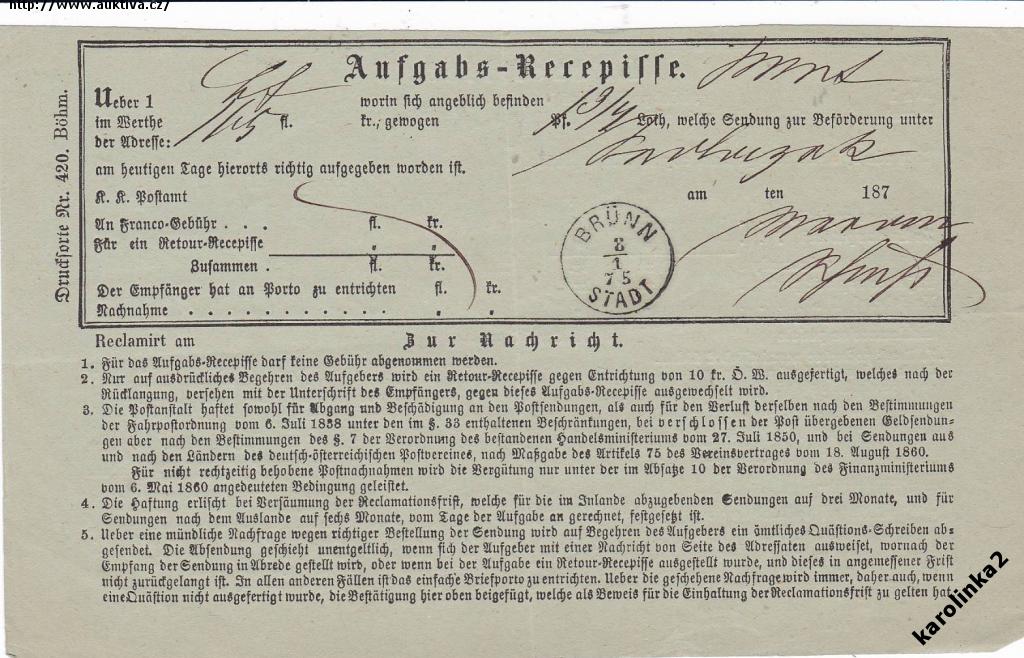 http://www.auktiva.cz/
Drucksorte Nr. 420. Böhm.
Aufgabs-Recepisse.
Ueber 1 worin sich angeblich befinden
im Werthe fl. kr., gewogen Pf. 19/4 Loth, welche Sendung zur Beförderung unter
der Adresse:
am heutigen Tage hierorts richtig aufgegeben worden ist.
K. K. Postamt am ten 187
An Franco-Gebühr . . . fl. kr.
Für ein Retour-Recepisse
Zusammen . fl. kr.
Der Empfänger hat an Porto zu entrichten fl. kr.
Nachnahme . . . . . . . . . . . . .
BRÜNN
8
1
75
STADT
Reclamirt am Zur Nachricht.
1. Für das Aufgabs-Recepisse darf keine Gebühr abgenommen werden.
2. Nur auf ausdrückliches Begehren des Aufgebers wird ein Retour-Recepisse gegen Entrichtung von 10 kr. Ö. W. ausgefertigt, welches nach der
Rücklangung, versehen mit der Unterschrift des Empfängers, gegen dieses Aufgabs-Recepisse ausgewechselt wird.
3. Die Postanstalt haftet sowohl für Abgang und Beschädigung an den Postsendungen, als auch für den Verlust derselben nach den Bestimmungen
der Fahrpostordnung vom 6. Juli 1838 unter den im §. 33 enthaltenen Beschränkungen, bei verschlossen der Post übergebenen Geldsendun-
gen aber nach den Bestimmungen des §. 7 der Verordnung des bestandenen Handelsministeriums vom 27. Juli 1850, und bei Sendungen aus
und nach den Ländern des deutsch-österreichischen Postvereines, nach Maßgabe des Artikels 75 des Vereinsvertrages vom 18. August 1860.
Für nicht rechtzeitig behobene Postnachnahmen wird die Vergütung nur unter der im Absatze 10 der Verordnung des Finanzministeriums
vom 6. Mai 1860 angedeuteten Bedingung geleistet.
4. Die Haftung erlischt bei Versäumung der Reclamationsfrist, welche für die im Inlande abzugebenden Sendungen auf drei Monate, und für
Sendungen nach dem Auslande auf sechs Monate, vom Tage der Aufgabe an gerechnet, festgesetzt ist.
5. Ueber eine mündliche Nachfrage wegen richtiger Bestellung der Sendung wird auf Begehren des Aufgebers ein ämtliches Quästions-Schreiben ab-
gesendet. Die Absendung geschieht unentgeltlich, wenn sich der Aufgeber mit einer Nachricht von Seite des Adressaten ausweiset, wornach der
Empfang der Sendung in Abrede gestellt wird, oder wenn bei der Aufgabe ein Retour-Recepisse ausgestellt wurde, und dieses in angemessener Frist
nicht zurückgelangt ist. In allen anderen Fällen ist das einfache Briefporto zu entrichten. Ueber die geschehene Nachfrage wird immer, daher auch, wenn
eine Quästion nicht ausgefertigt wurde, die Bestätigung hier oben beigefügt, welche als Beweis für die Einhaltung der Reclamationsfrist zu gelten hat.
karolinka2